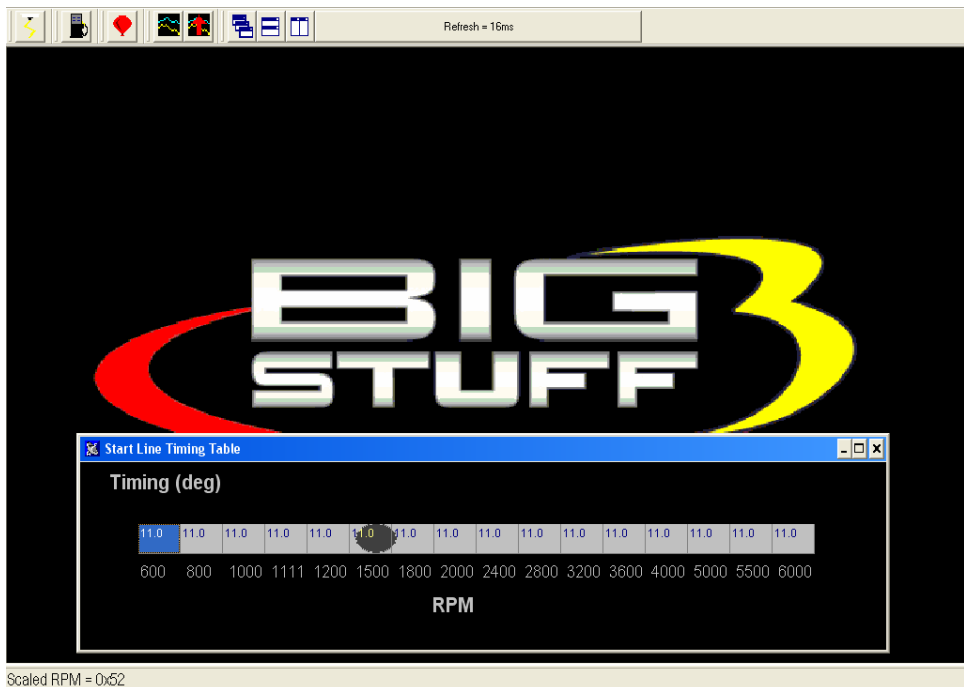 Refresh = 16ms
BIG 3
STUFF
Start Line Timing Table
Timing (deg)
11.0 11.0 11.0 11.0 11.0 11.0 11.0 11.0 11.0 11.0 11.0 11.0 11.0 11.0 11.0 11.0
600 800 1000 1111 1200 1500 1800 2000 2400 2800 3200 3600 4000 5000 5500 6000
RPM
Scaled RPM = 0x52